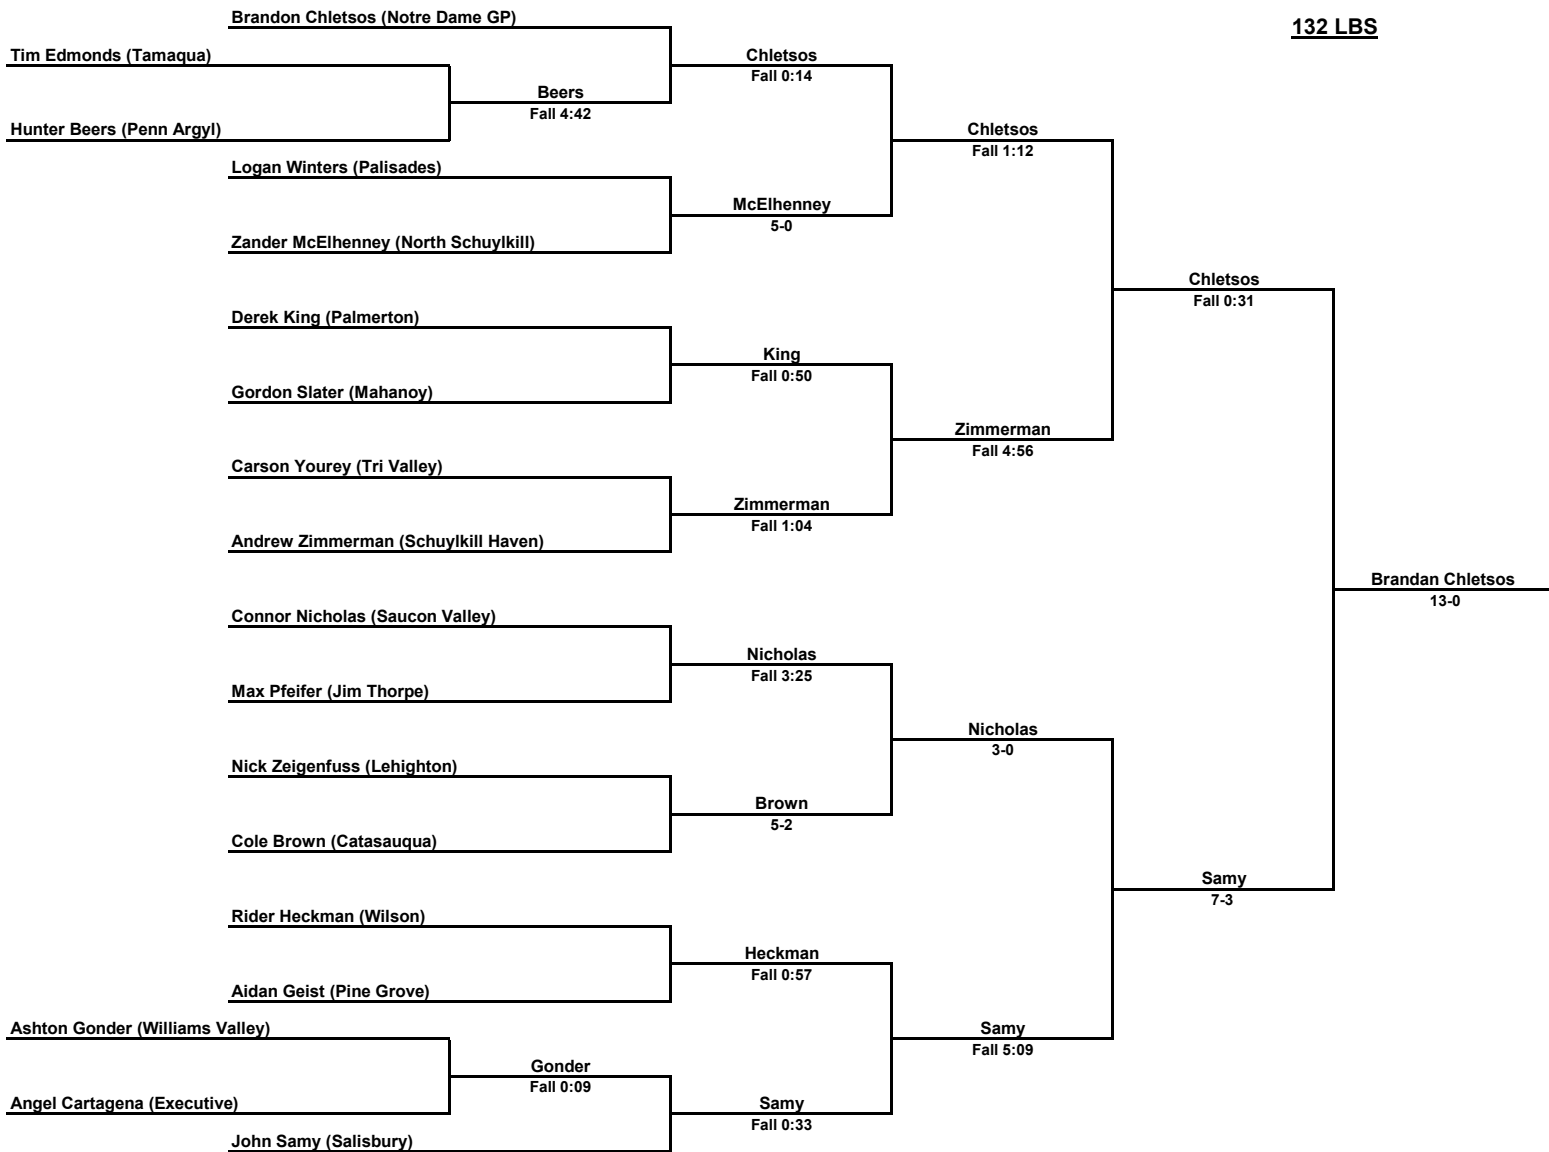 Brandon Chletsos (Notre Dame GP)
132 LBS
Tim Edmonds (Tamaqua)
Chletsos
Fall 0:14
Beers
Fall 4:42
Hunter Beers (Penn Argyl)
Chletsos
Fall 1:12
Logan Winters (Palisades)
McElhenney
5-0
Zander McElhenney (North Schuylkill)
Chletsos
Fall 0:31
Derek King (Palmerton)
King
Fall 0:50
Gordon Slater (Mahanoy)
Zimmerman
Fall 4:56
Carson Yourey (Tri Valley)
Zimmerman
Fall 1:04
Andrew Zimmerman (Schuylkill Haven)
Brandan Chletsos
13-0
Connor Nicholas (Saucon Valley)
Nicholas
Fall 3:25
Max Pfeifer (Jim Thorpe)
Nicholas
3-0
Nick Zeigenfuss (Lehighton)
Brown
5-2
Cole Brown (Catasauqua)
Samy
7-3
Rider Heckman (Wilson)
Heckman
Fall 0:57
Aidan Geist (Pine Grove)
Ashton Gonder (Williams Valley)
Samy
Fall 5:09
Gonder
Fall 0:09
Angel Cartagena (Executive)
Samy
Fall 0:33
John Samy (Salisbury)